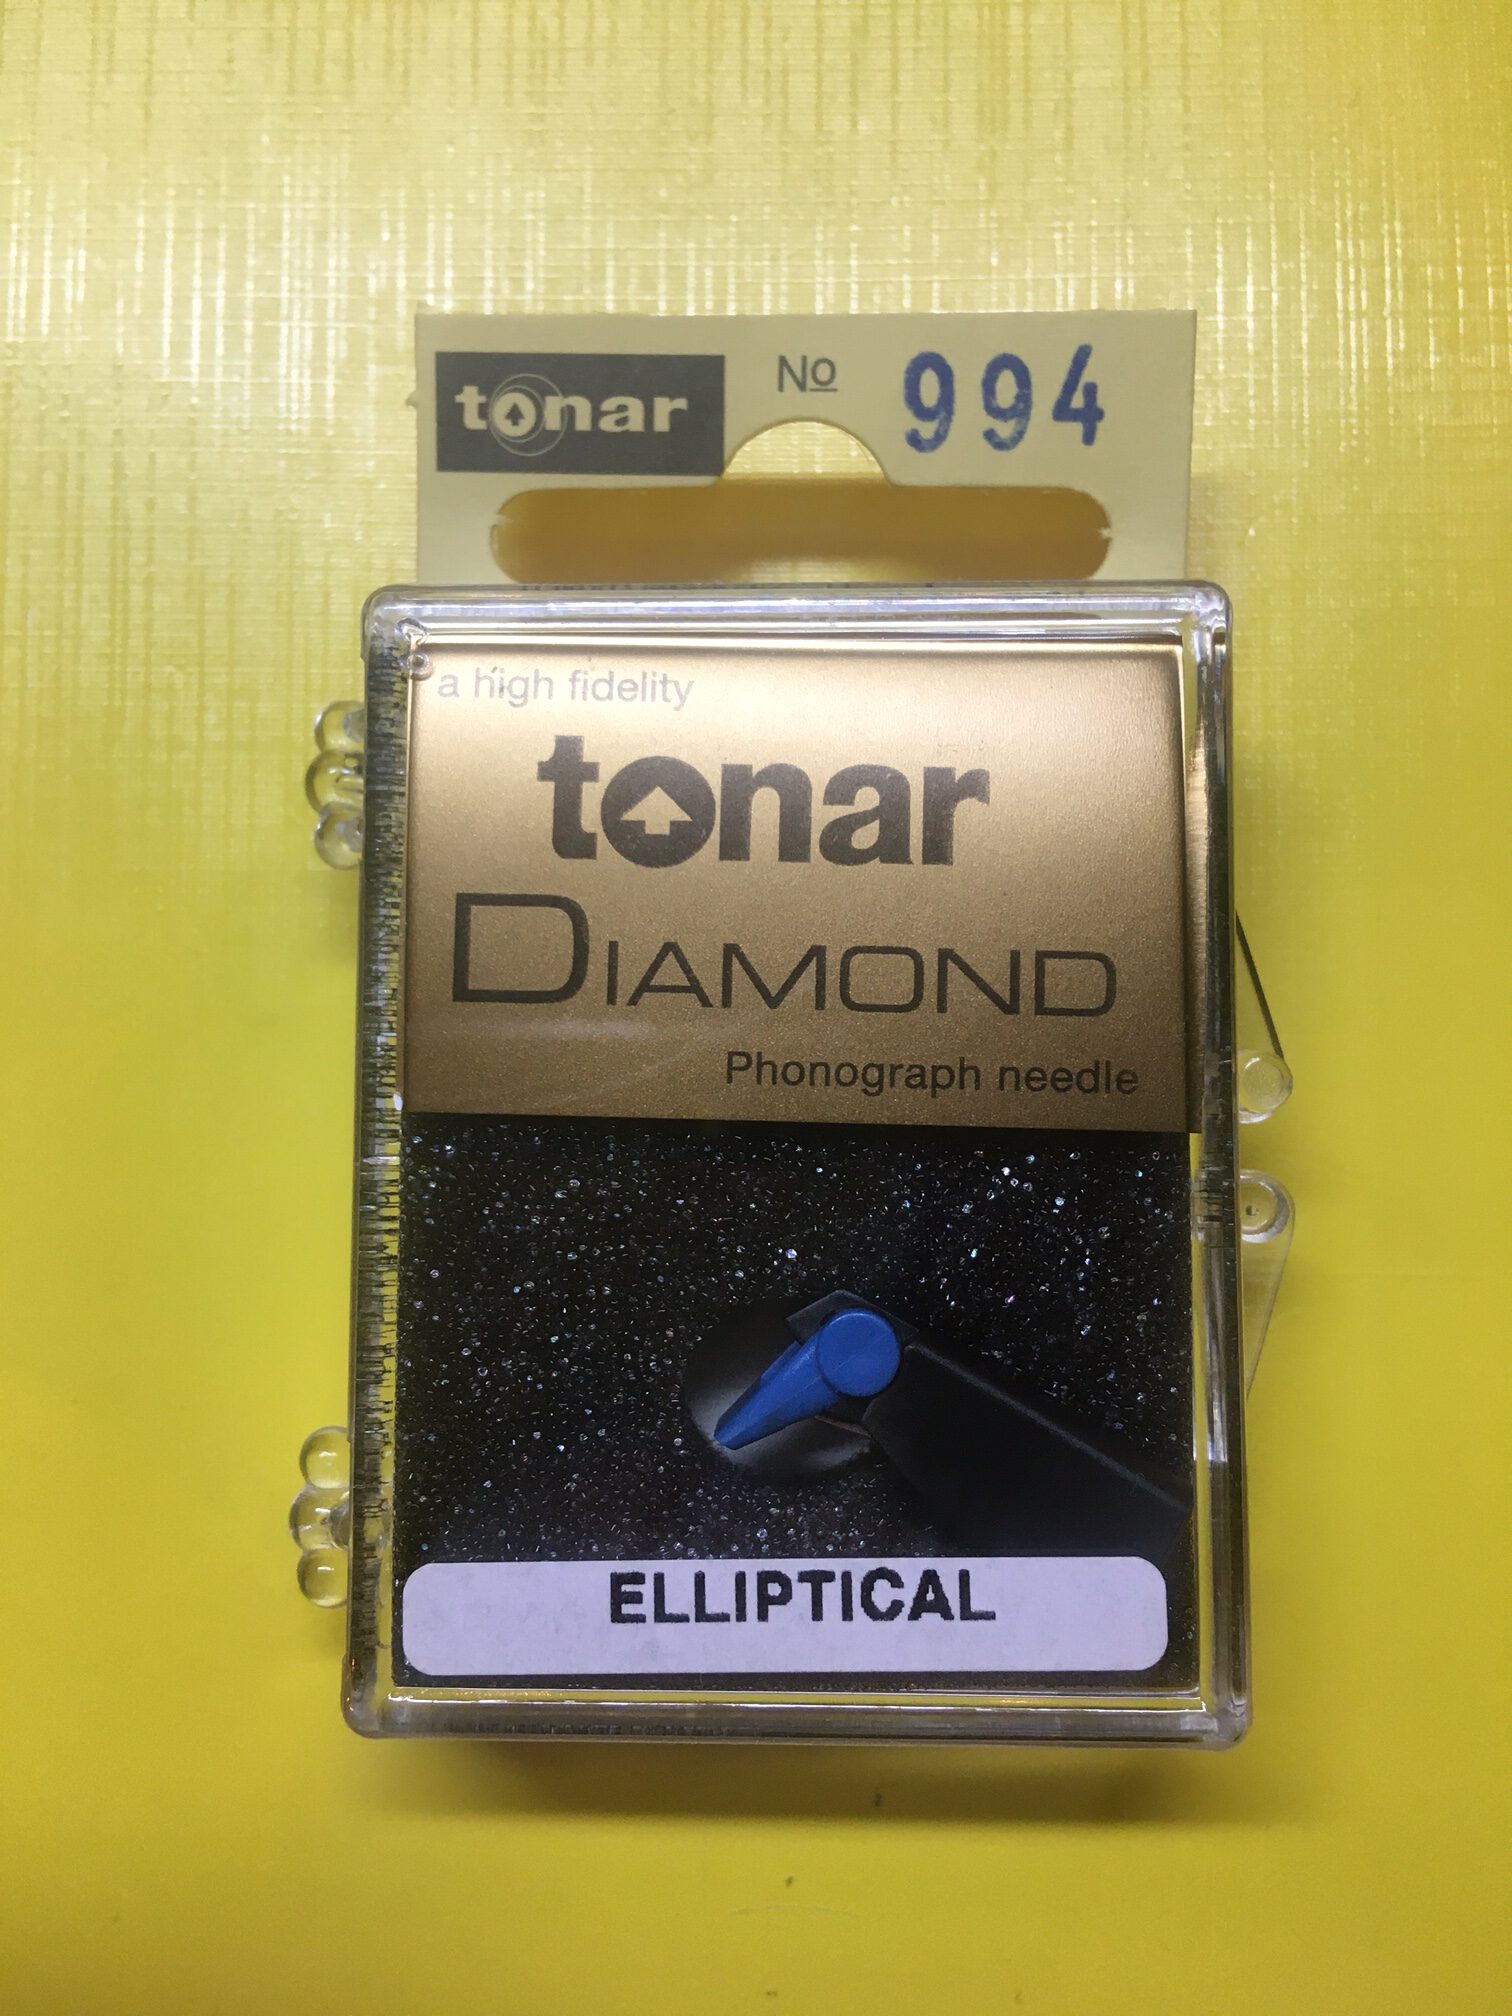 tonar No 994
a high fidelity
tonar
DIAMOND
Phonograph needle
ELLIPTICAL